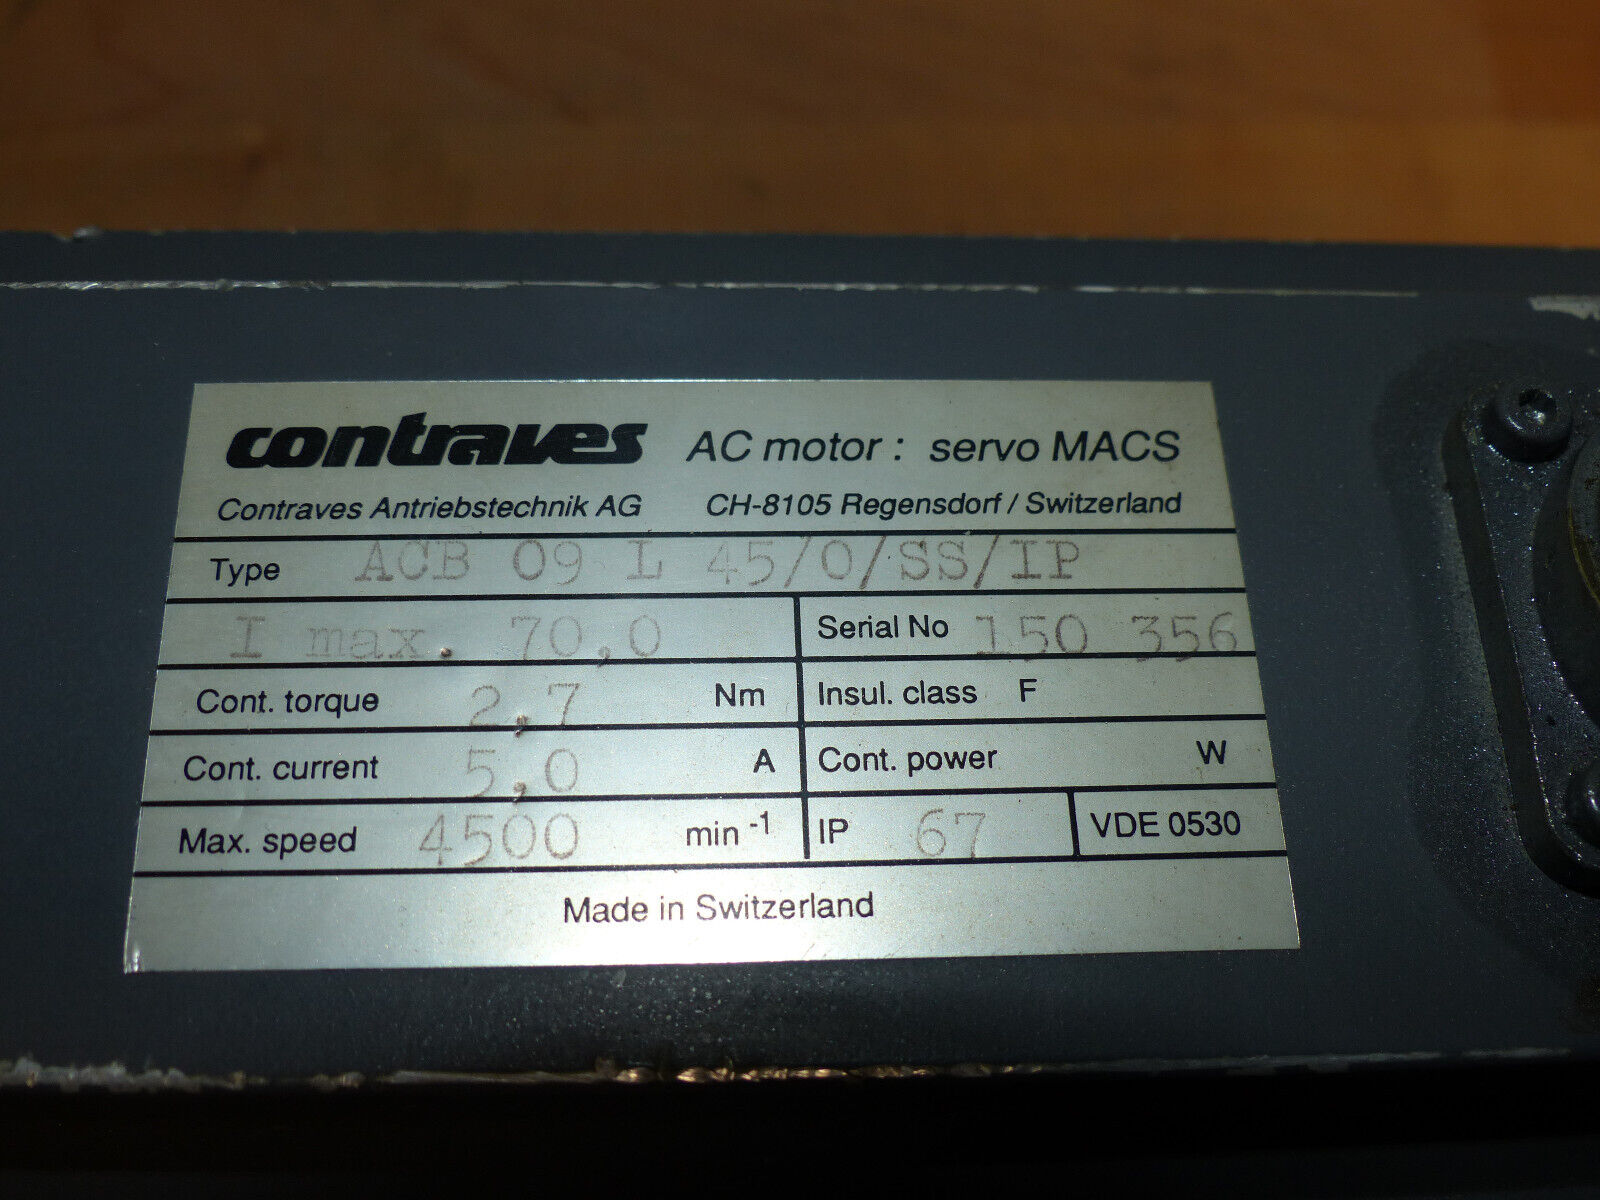 contraves AC motor : servo MACS
Contraves Antriebstechnik AG CH-8105 Regensdorf / Switzerland
Type ACB 09 L 45/0/SS/IP
I max. 70,0 Serial No 150 356
Cont. torque 2,7 Nm Insul. class F
Cont. current 5,0 A Cont. power W
Max. speed 4500 min -1 IP 67 VDE 0530
Made in Switzerland